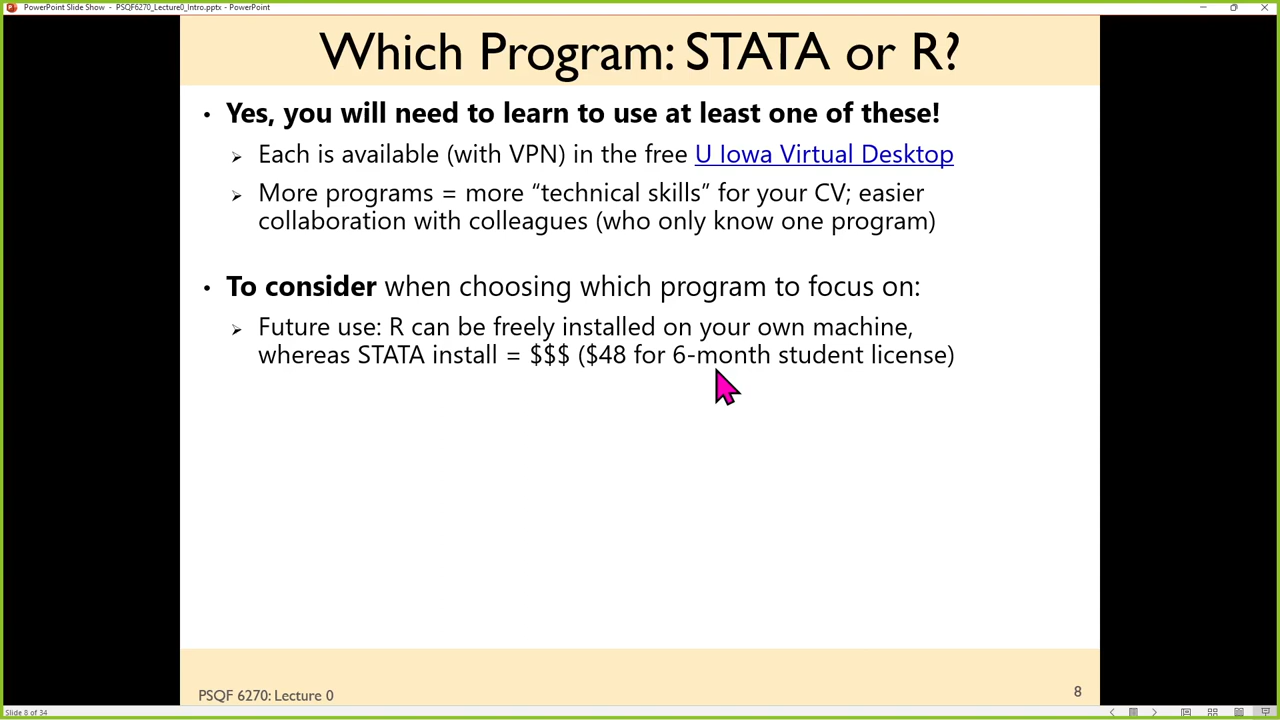 PowerPoint Slide Show - PSQF6270_Lecture0_Intro.pptx - PowerPoint
Which Program: STATA or R?
• Yes, you will need to learn to use at least one of these!
➢ Each is available (with VPN) in the free U Iowa Virtual Desktop
➢ More programs = more “technical skills” for your CV; easier
collaboration with colleagues (who only know one program)
• To consider when choosing which program to focus on:
➢ Future use: R can be freely installed on your own machine,
whereas STATA install = $$$ ($48 for 6-month student license)
PSQF 6270: Lecture 0
8
Slide 8 of 34